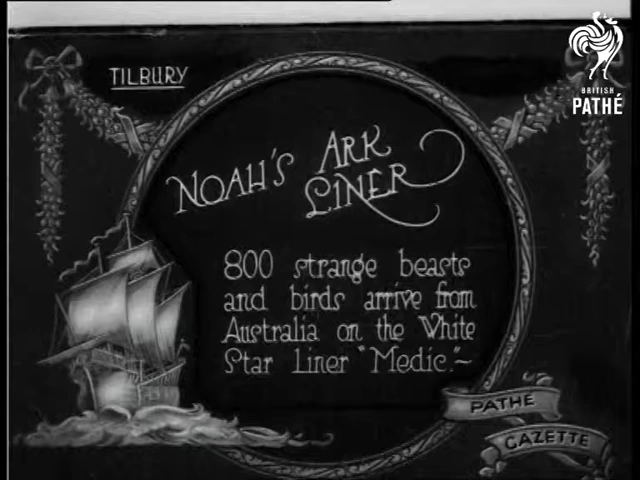 TILBURY
BRITISH
PATHÉ
NOAH'S ARK
LINER
800 strange beasts
and birds arrive from
Australia on the White
Star Liner "Medic."~
PATHE
GAZETTE